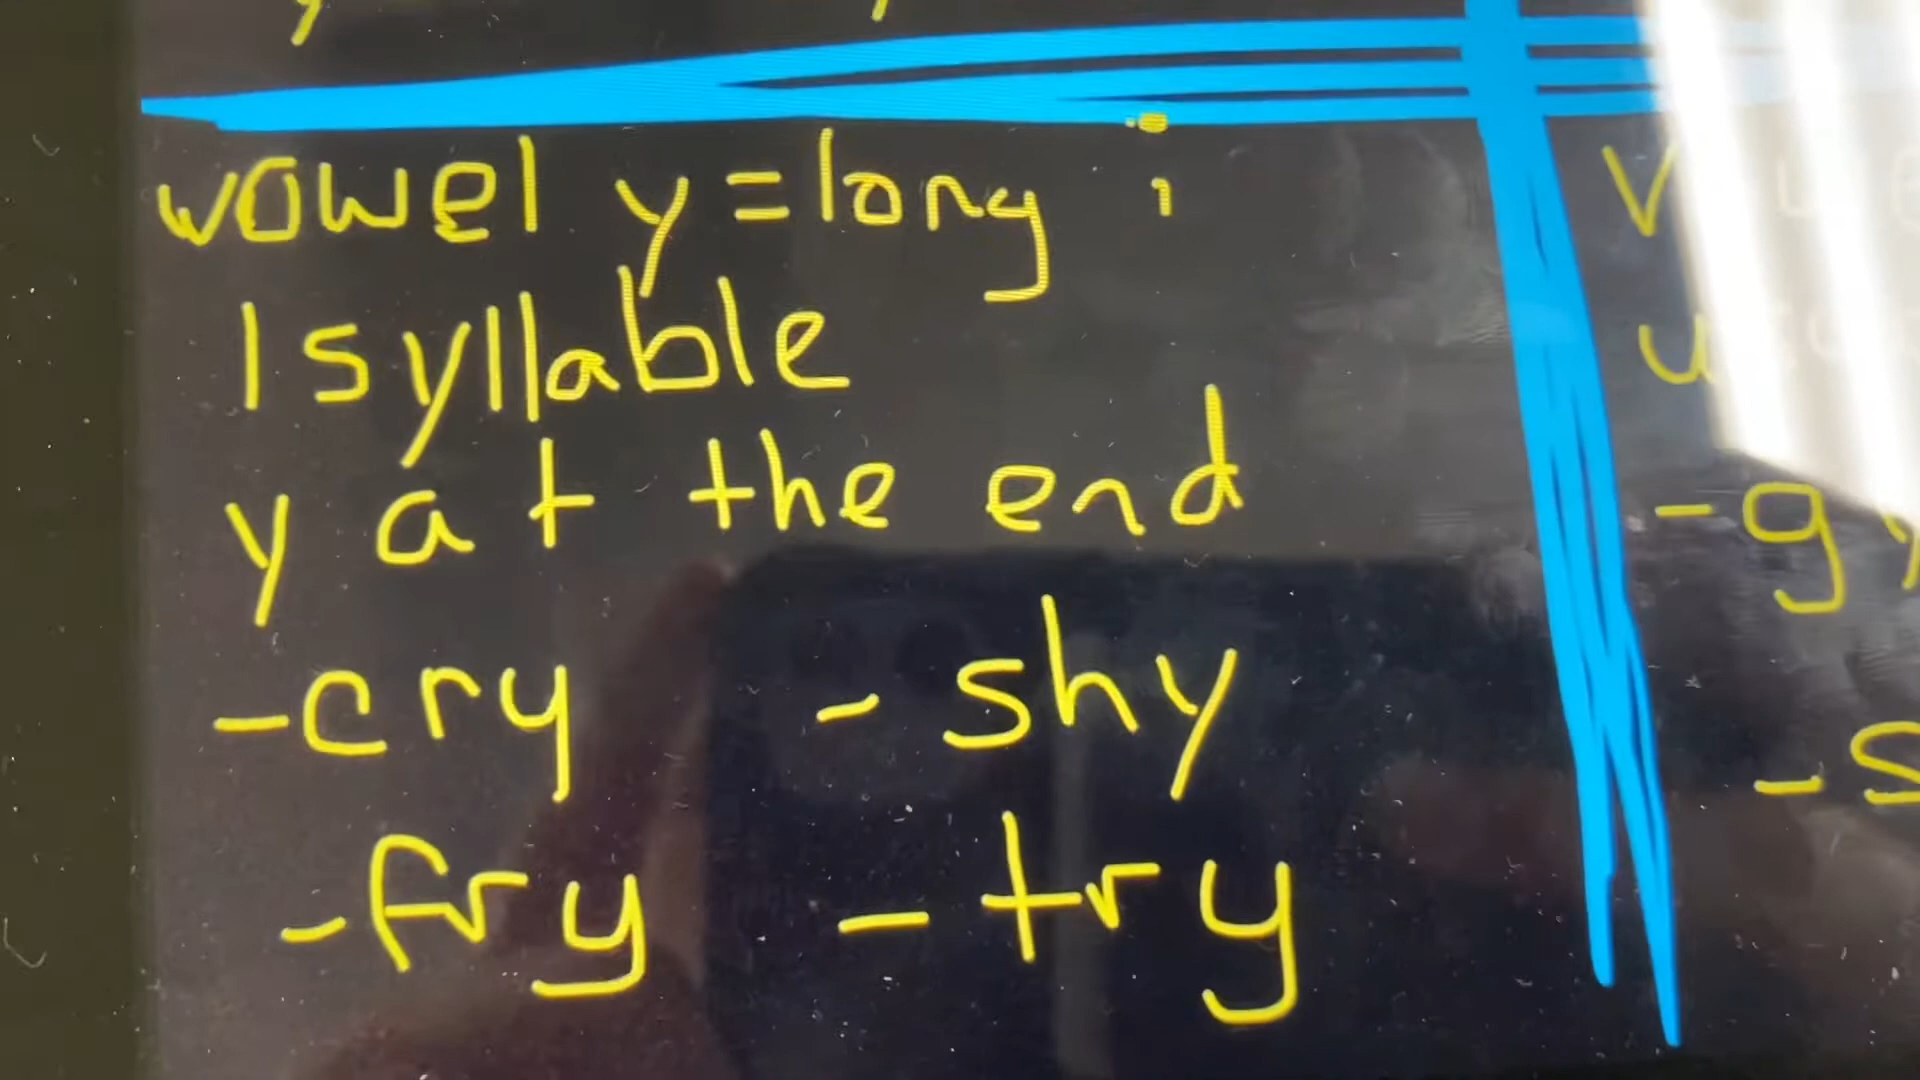 vowel y = long i
1 syllable
y at the end
- cry - shy
- fry - try